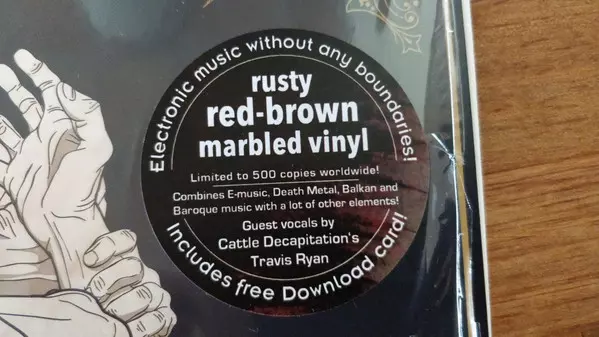 Electronic music without any boundaries!
rusty
red-brown
marbled vinyl
Limited to 500 copies worldwide!
Combines E-music, Death Metal, Balkan and
Baroque music with a lot of other elements!
Guest vocals by
Cattle Decapitation's
Travis Ryan
Includes free Download card!